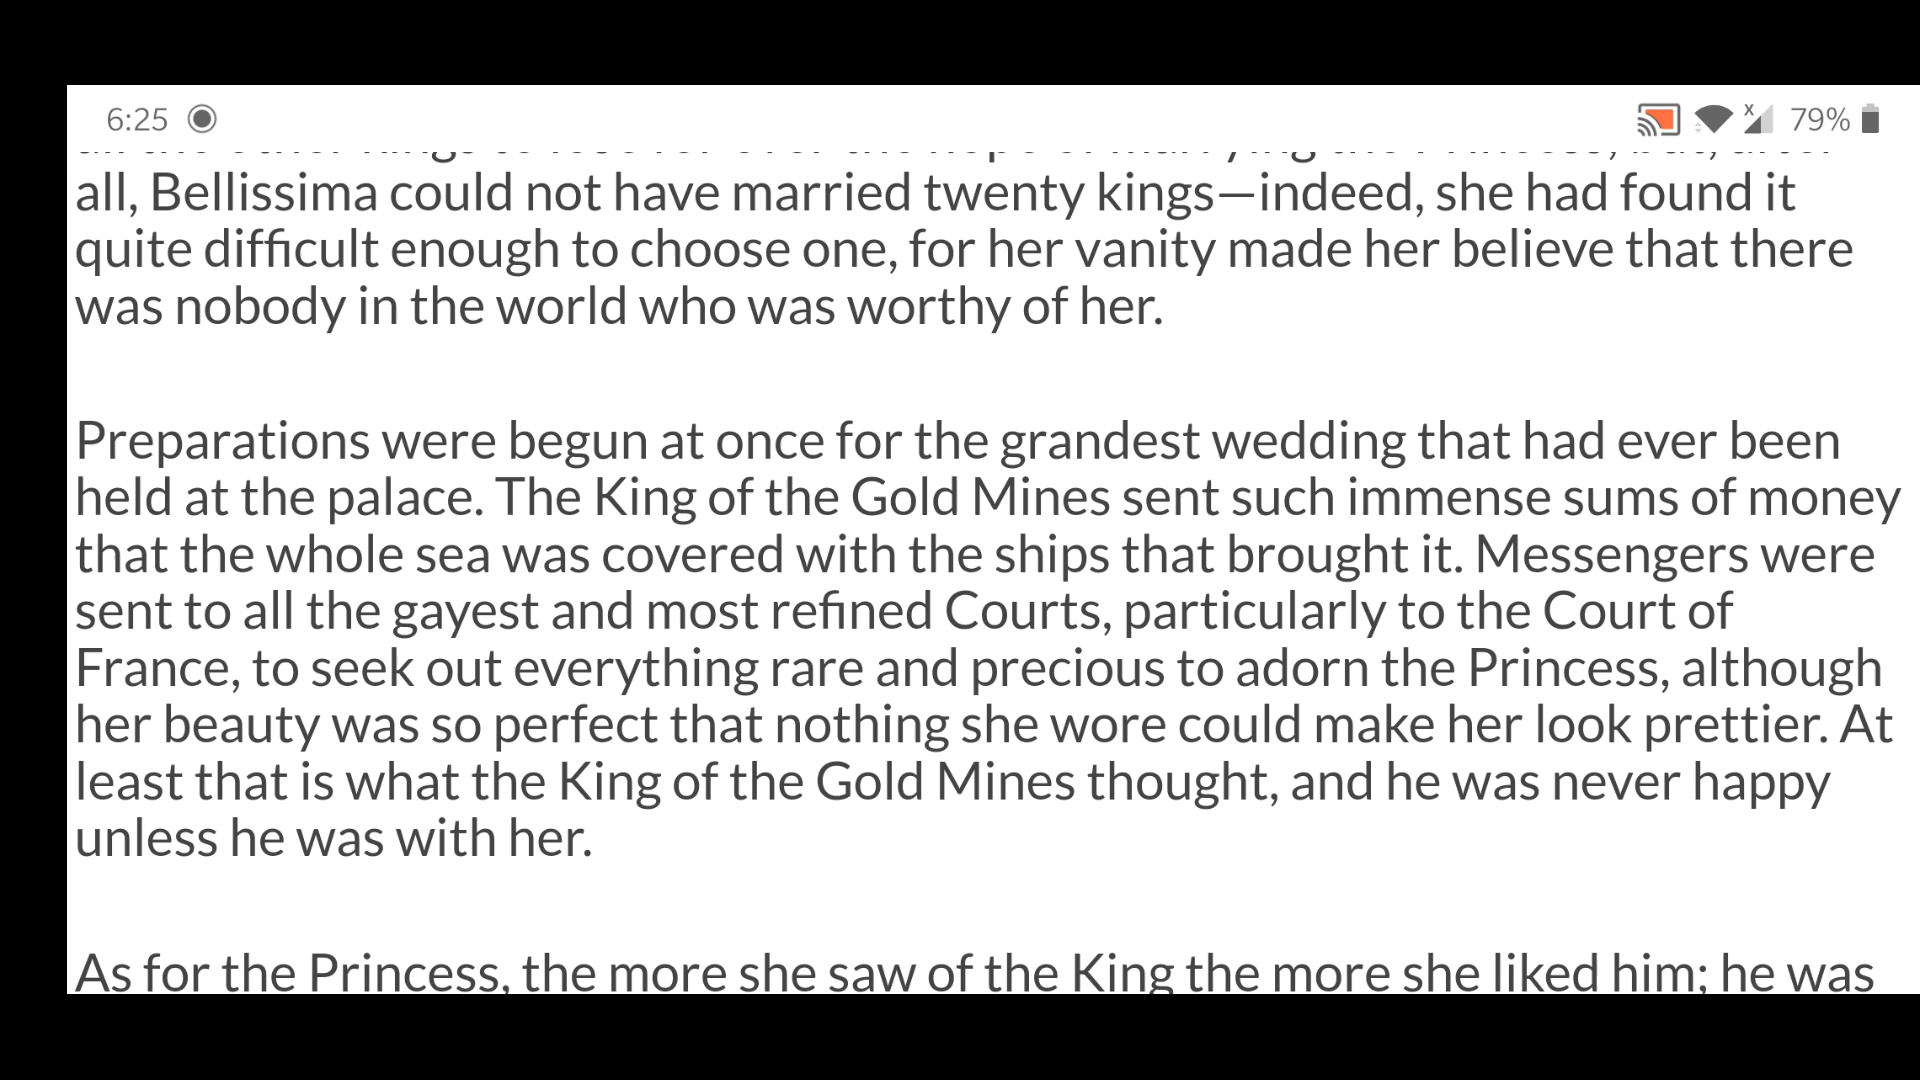 6:25
79%
all, Bellissima could not have married twenty kings—indeed, she had found it
quite difficult enough to choose one, for her vanity made her believe that there
was nobody in the world who was worthy of her.
Preparations were begun at once for the grandest wedding that had ever been
held at the palace. The King of the Gold Mines sent such immense sums of money
that the whole sea was covered with the ships that brought it. Messengers were
sent to all the gayest and most refined Courts, particularly to the Court of
France, to seek out everything rare and precious to adorn the Princess, although
her beauty was so perfect that nothing she wore could make her look prettier. At
least that is what the King of the Gold Mines thought, and he was never happy
unless he was with her.
As for the Princess, the more she saw of the King the more she liked him; he was